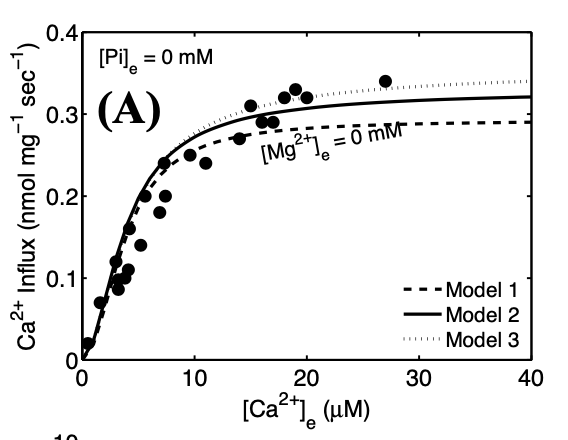 0.4
[Pi]e = 0 mM
(A)
0.3
[Mg2+]e = 0 mM
0.2
0.1
0
Ca2+ Influx (nmol mg−1 sec−1)
Model 1
Model 2
Model 3
0 10 20 30 40
[Ca2+]e (μM)
10